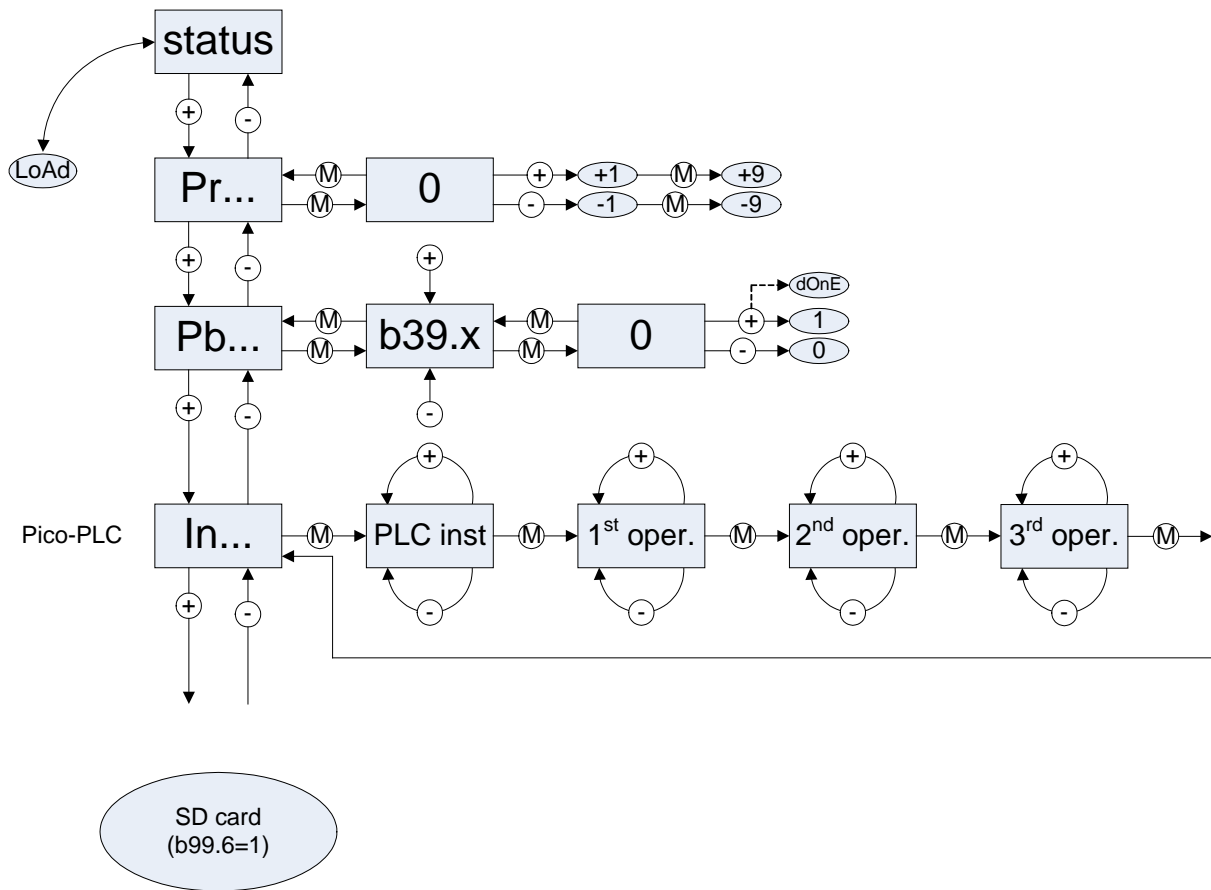 status
+ -
LoAd
Pr... M M 0 + +1 M +9
- -1 M -9
+ - +
dOnE
Pb... M M b39.x M M 0 + 1
- 0
+ - -
+ + + +
Pico-PLC In... M PLC inst M 1st oper. M 2nd oper. M 3rd oper. M
+ - - - - -
SD card
(b99.6=1)